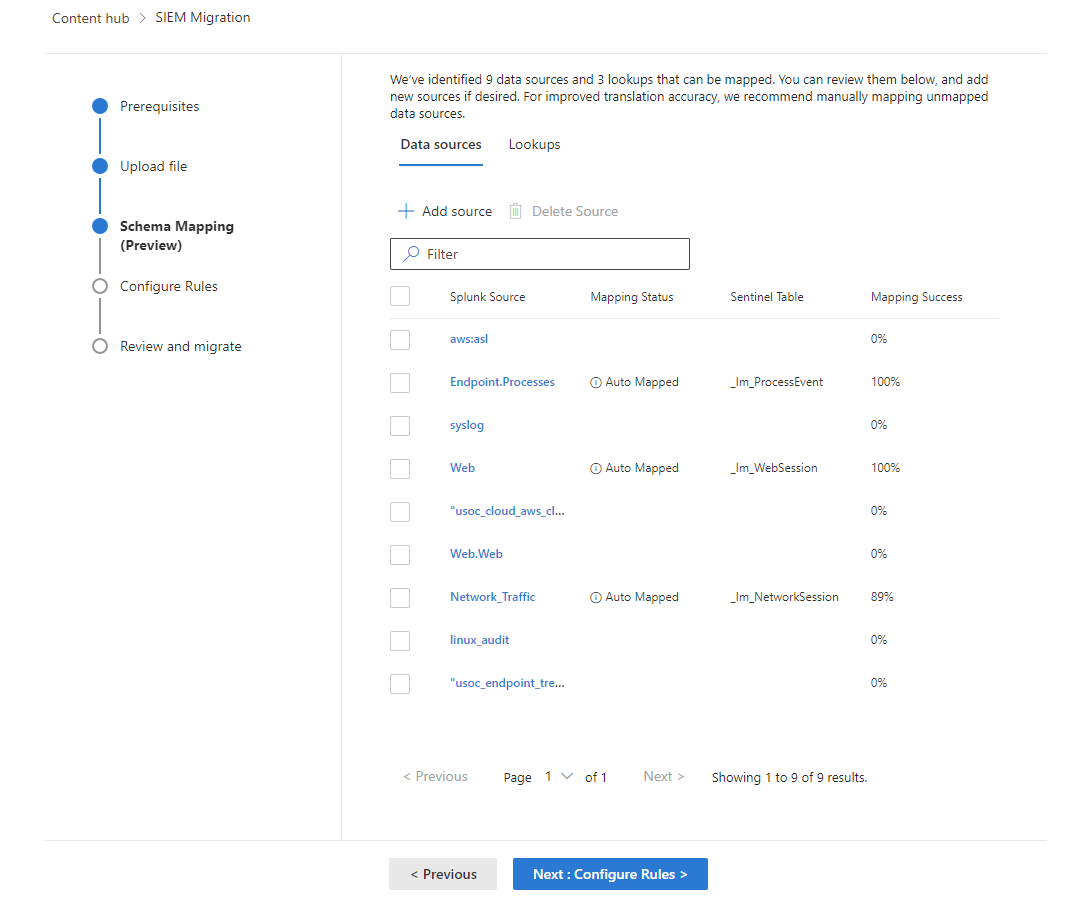 Content hub > SIEM Migration
Prerequisites
Upload file
Schema Mapping
(Preview)
Configure Rules
Review and migrate
We've identified 9 data sources and 3 lookups that can be mapped. You can review them below, and add
new sources if desired. For improved translation accuracy, we recommend manually mapping unmapped
data sources.
Data sources Lookups
Add source Delete Source
Filter
Splunk Source Mapping Status Sentinel Table Mapping Success
aws:asl 0%
Endpoint.Processes Auto Mapped _Im_ProcessEvent 100%
syslog 0%
Web Auto Mapped _Im_WebSession 100%
"usoc_cloud_aws_cl... 0%
Web.Web 0%
Network_Traffic Auto Mapped _Im_NetworkSession 89%
linux_audit 0%
"usoc_endpoint_tre... 0%
< Previous Page 1 of 1 Next > Showing 1 to 9 of 9 results.
< Previous Next : Configure Rules >